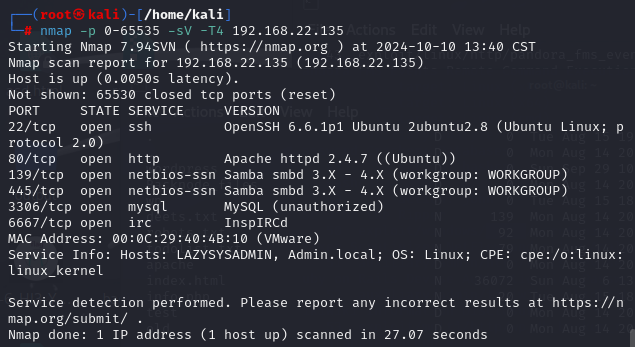 ┌──(root㉿kali)-[/home/kali]
└─# nmap -p 0-65535 -sV -T4 192.168.22.135
Starting Nmap 7.94SVN ( https://nmap.org ) at 2024-10-10 13:40 CST
Nmap scan report for 192.168.22.135 (192.168.22.135)
Host is up (0.0050s latency).
Not shown: 65530 closed tcp ports (reset)
PORT     STATE SERVICE     VERSION
22/tcp   open  ssh         OpenSSH 6.6.1p1 Ubuntu 2ubuntu2.8 (Ubuntu Linux; p
rotocol 2.0)
80/tcp   open  http        Apache httpd 2.4.7 ((Ubuntu))
139/tcp  open  netbios-ssn Samba smbd 3.X - 4.X (workgroup: WORKGROUP)
445/tcp  open  netbios-ssn Samba smbd 3.X - 4.X (workgroup: WORKGROUP)
3306/tcp open  mysql       MySQL (unauthorized)
6667/tcp open  irc         InspIRCd
MAC Address: 00:0C:29:40:4B:10 (VMware)
Service Info: Hosts: LAZYSYSADMIN, Admin.local; OS: Linux; CPE: cpe:/o:linux:
linux_kernel

Service detection performed. Please report any incorrect results at https://n
map.org/submit/ .
Nmap done: 1 IP address (1 host up) scanned in 27.07 seconds